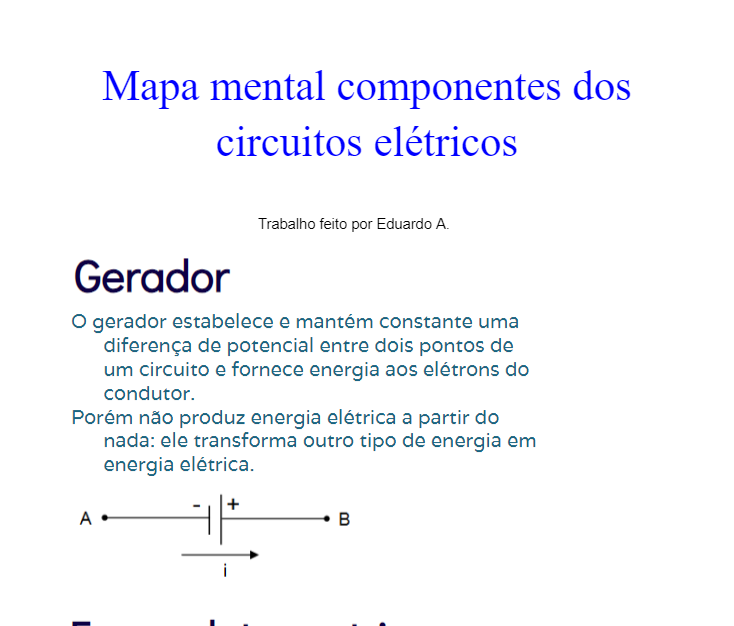 Mapa mental componentes dos
circuitos elétricos
Trabalho feito por Eduardo A.
Gerador
O gerador estabelece e mantém constante uma
diferença de potencial entre dois pontos de
um circuito e fornece energia aos elétrons do
condutor.
Porém não produz energia elétrica a partir do
nada: ele transforma outro tipo de energia em
energia elétrica.
- +
A B
i